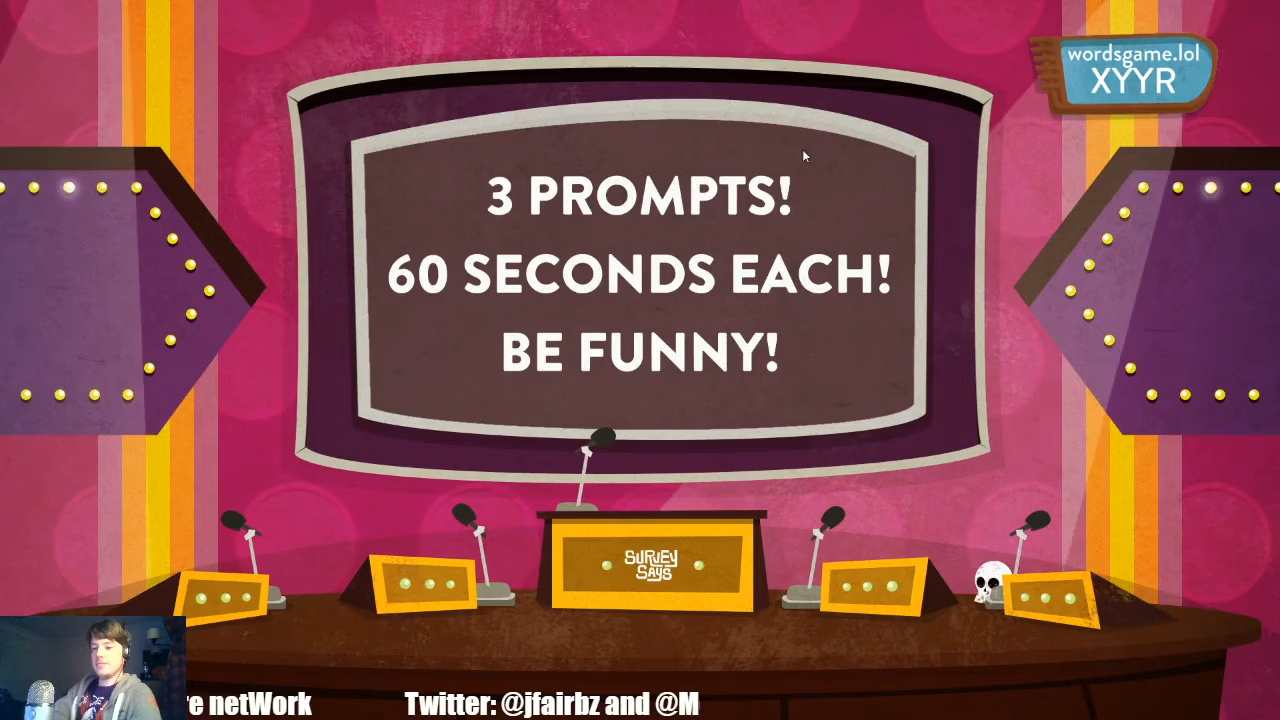 wordsgame.lol
XYYR
3 PROMPTS!
60 SECONDS EACH!
BE FUNNY!
SURVEY
SAYS
re netWork Twitter: @jfairbz and @M